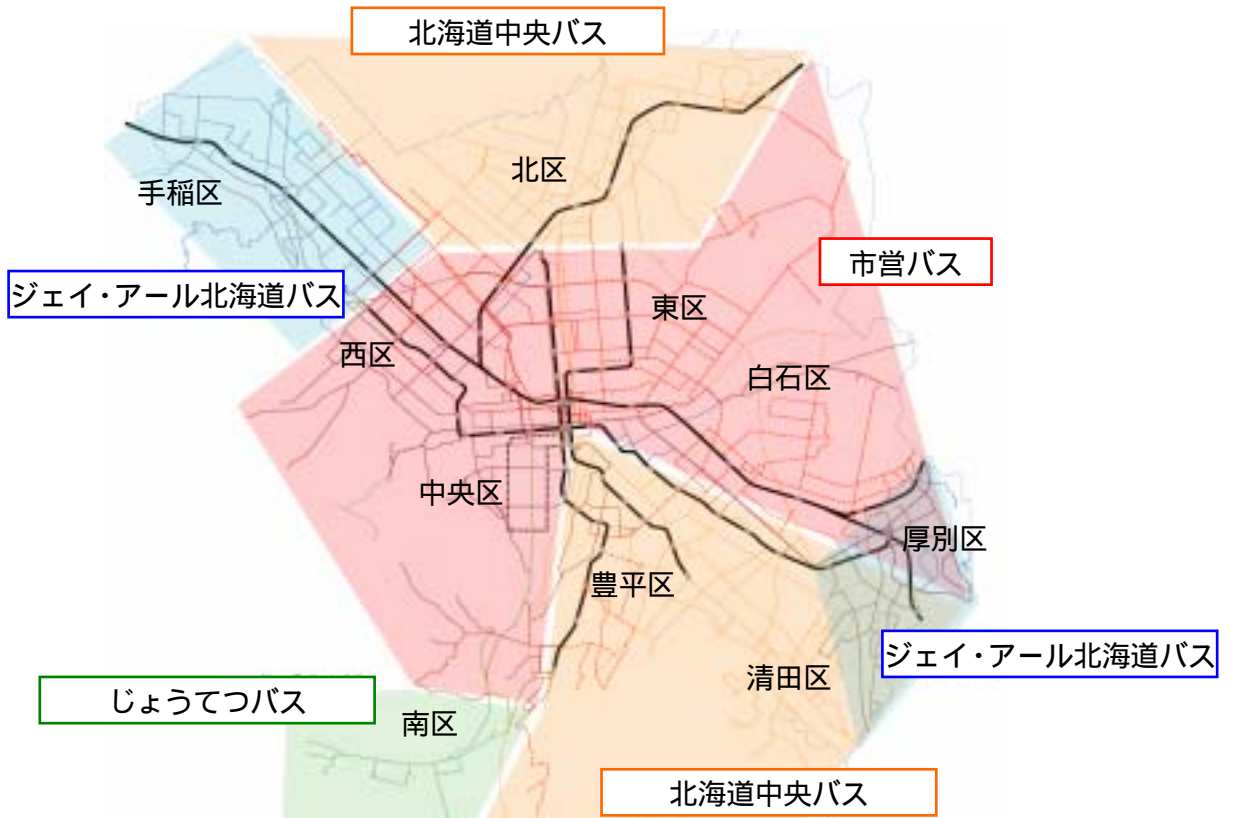 北海道中央バス
北区
手稲区
市営バス
ジェイ・アール北海道バス
東区
西区
白石区
中央区
厚別区
豊平区
ジェイ・アール北海道バス
清田区
じょうてつバス
南区
北海道中央バス